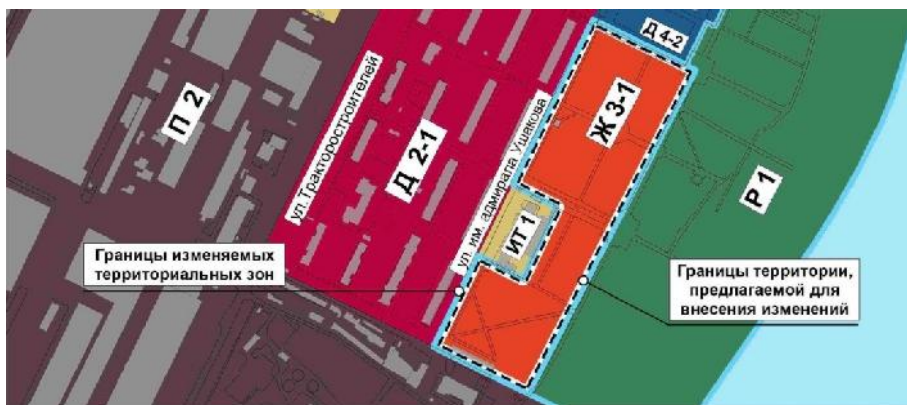 Д 4-2
П 2
ул. Тракторостроителей
Д 2-1
ул. им. адмирала Ушакова
Ж 3-1
Р 1
ИТ 1
Границы изменяемых
территориальных зон
Границы территории,
предлагаемой для
внесения изменений